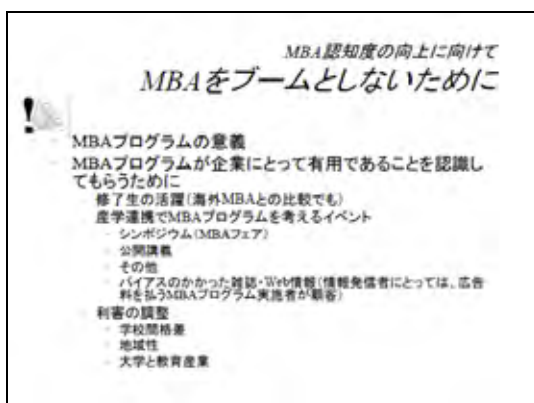 MBA認知度の向上に向けて
MBAをブームとしないために
!
MBAプログラムの意義
MBAプログラムが企業にとって有用であることを認識し
てもらうために
修了生の活躍(海外MBAとの比較でも)
産学連携でMBAプログラムを考えるイベント
シンポジウム(MBAフェア)
公開講義
その他
バイアスのかかった雑誌・Web情報(情報発信者にとっては、広告
料を払うMBAプログラム実施者が顧客)
利害の調整
学校間格差
地域性
大学と教育産業